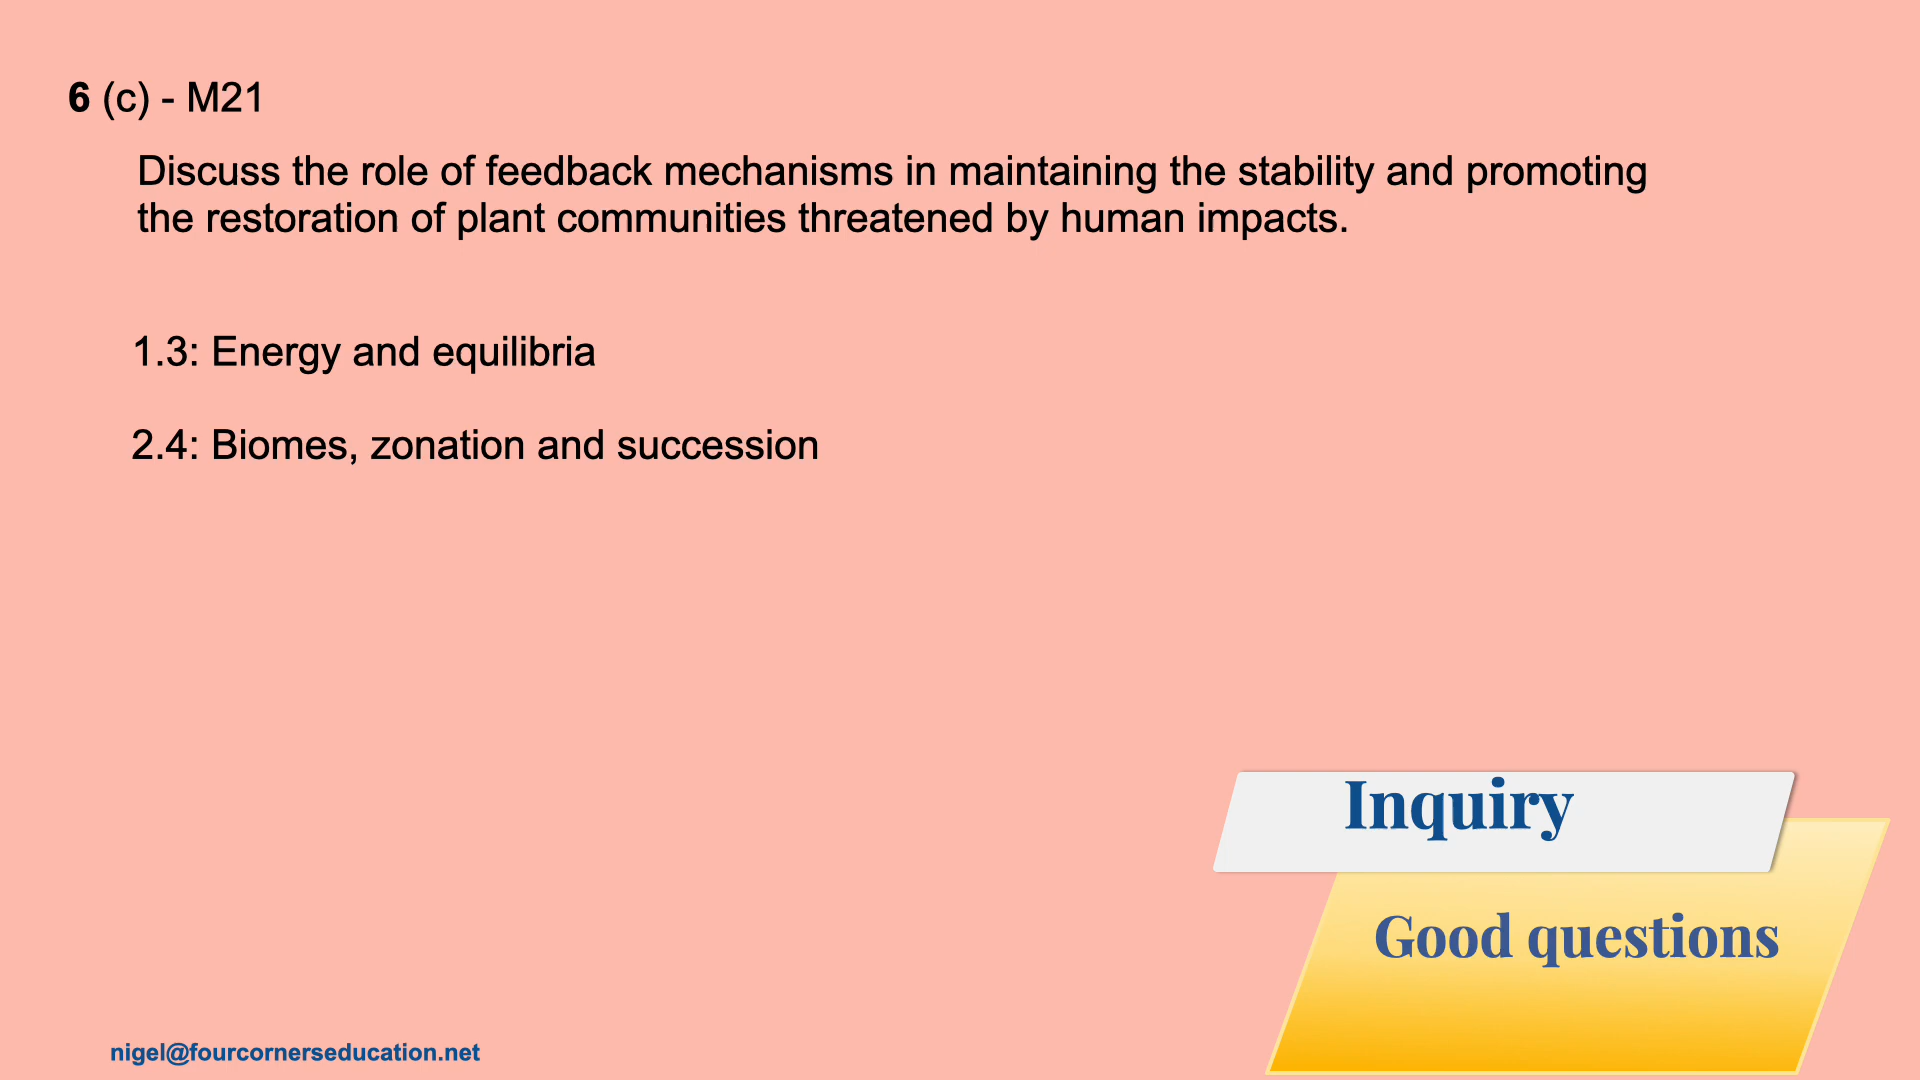 6 (c) - M21
Discuss the role of feedback mechanisms in maintaining the stability and promoting
the restoration of plant communities threatened by human impacts.
1.3: Energy and equilibria
2.4: Biomes, zonation and succession
Inquiry
Good questions
nigel@fourcornerseducation.net